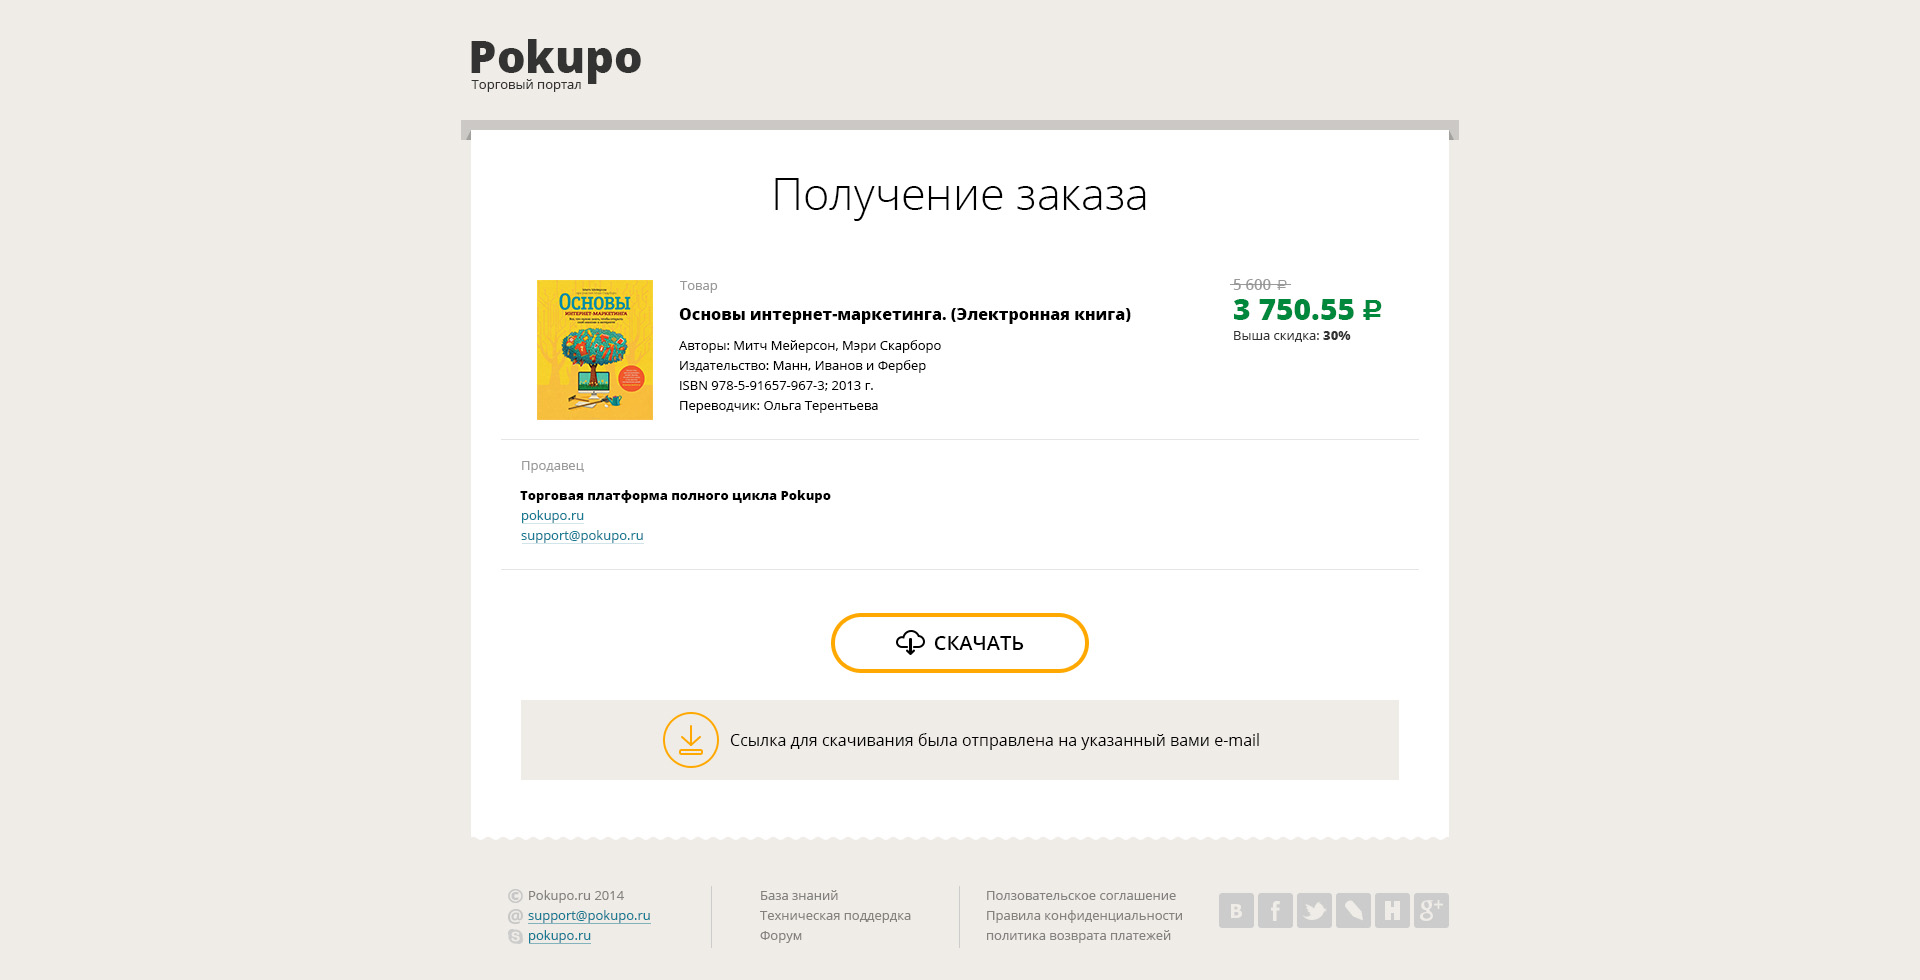 Pokupo
Торговый портал
Получение заказа
Основы
ИНТЕРНЕТ-МАРКЕТИНГА
Товар
Основы интернет-маркетинга. (Электронная книга)
Авторы: Митч Мейерсон, Мэри Скарборо
Издательство: Манн, Иванов и Фербер
ISBN 978-5-91657-967-3; 2013 г.
Переводчик: Ольга Терентьева
5 600 ₽
3 750.55 ₽
Выша скидка: 30%
Продавец
Торговая платформа полного цикла Pokupo
pokupo.ru
support@pokupo.ru
СКАЧАТЬ
Ссылка для скачивания была отправлена на указанный вами e-mail
© Pokupo.ru 2014
@ support@pokupo.ru
pokupo.ru
База знаний
Техническая поддердка
Форум
Ползовательское соглашение
Правила конфиденциальности
политика возврата платежей
В f H g+